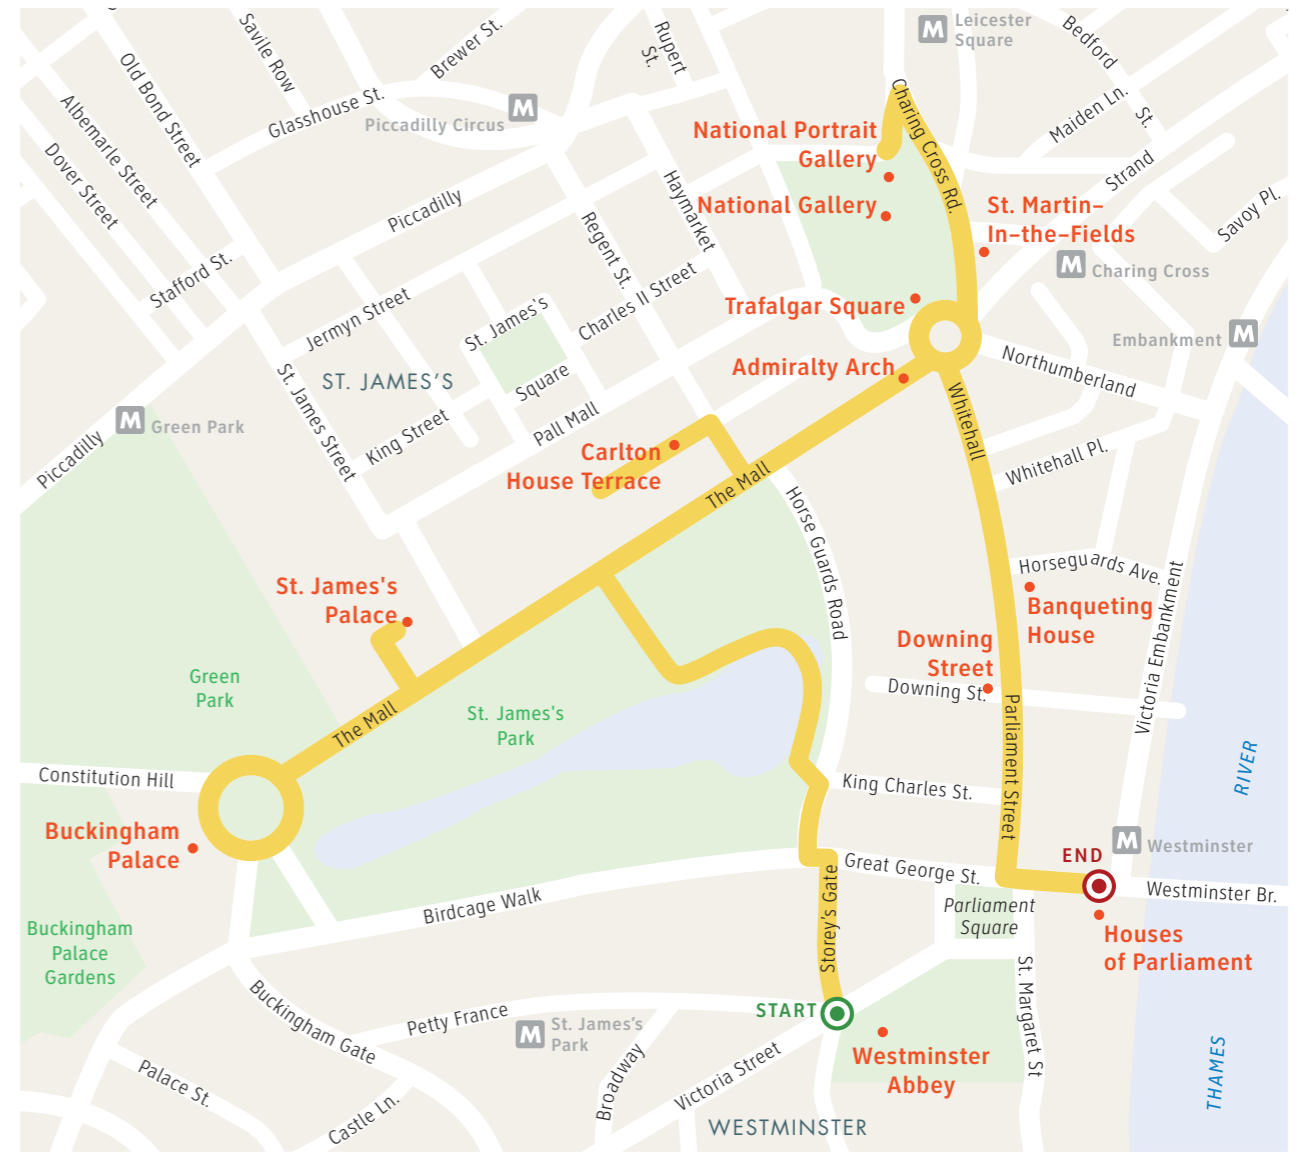 M
Leicester
Square
Bedford
St.
Rupert
St.
Savile Row
Brewer St.
Old Bond Street
Glasshouse St.
M
Piccadilly Circus
Albemarle Street
Dover Street
Charing Cross Rd.
Maiden Ln.
National Portrait
Gallery
Strand
Haymarket
Piccadilly
National Gallery
St. Martin–
In–the–Fields
Savoy Pl.
Regent St.
M
Charing Cross
Stafford St.
Charles II Street
Jermyn Street
St. James's
Square
Trafalgar Square
Embankment
M
Northumberland
Admiralty Arch
ST. JAMES'S
St. James Street
King Street
Pall Mall
Whitehall
M
Green Park
Piccadilly
Carlton
House Terrace
The Mall
Whitehall Pl.
Horse Guards Road
Horseguards Ave.
St. James's
Palace
Banqueting
House
Victoria Embankment
Downing
Street
Downing St.
Green
Park
The Mall
St. James's
Park
Parliament Street
RIVER
Constitution Hill
King Charles St.
Buckingham
Palace
M
Westminster
END
Great George St.
Westminster Br.
Birdcage Walk
Storey's Gate
Parliament
Square
Houses
of Parliament
Buckingham
Palace
Gardens
St. Margaret St
Buckingham Gate
Petty France
M
St. James's
Park
START
Westminster
Abbey
THAMES
Palace St.
Castle Ln.
Broadway
Victoria Street
WESTMINSTER